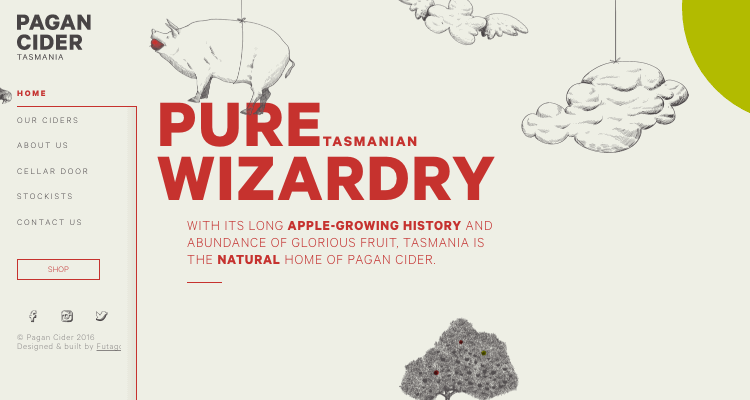 PAGAN
CIDER
TASMANIA
HOME
OUR CIDERS
ABOUT US
CELLAR DOOR
STOCKISTS
CONTACT US
SHOP
© Pagan Cider 2016
Designed & built by Futago
PURE TASMANIAN
WIZARDRY
WITH ITS LONG APPLE-GROWING HISTORY AND
ABUNDANCE OF GLORIOUS FRUIT, TASMANIA IS
THE NATURAL HOME OF PAGAN CIDER.